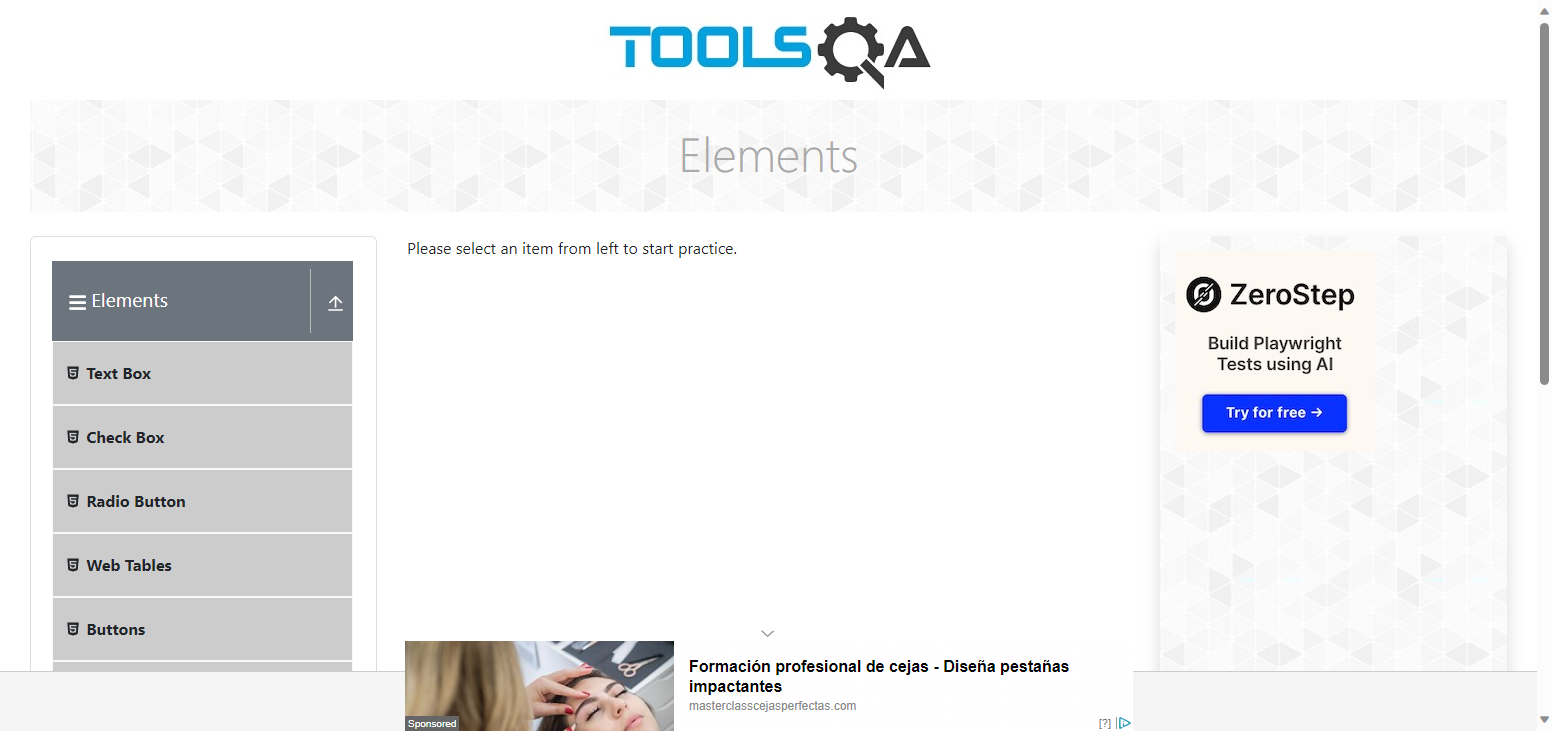 TOOLSQA
Elements
Elements
Text Box
Check Box
Radio Button
Web Tables
Buttons
Please select an item from left to start practice.
ZeroStep
Build Playwright
Tests using AI
Try for free →
Formación profesional de cejas - Diseña pestañas
impactantes
masterclasscejasperfectas.com
Sponsored
[?]